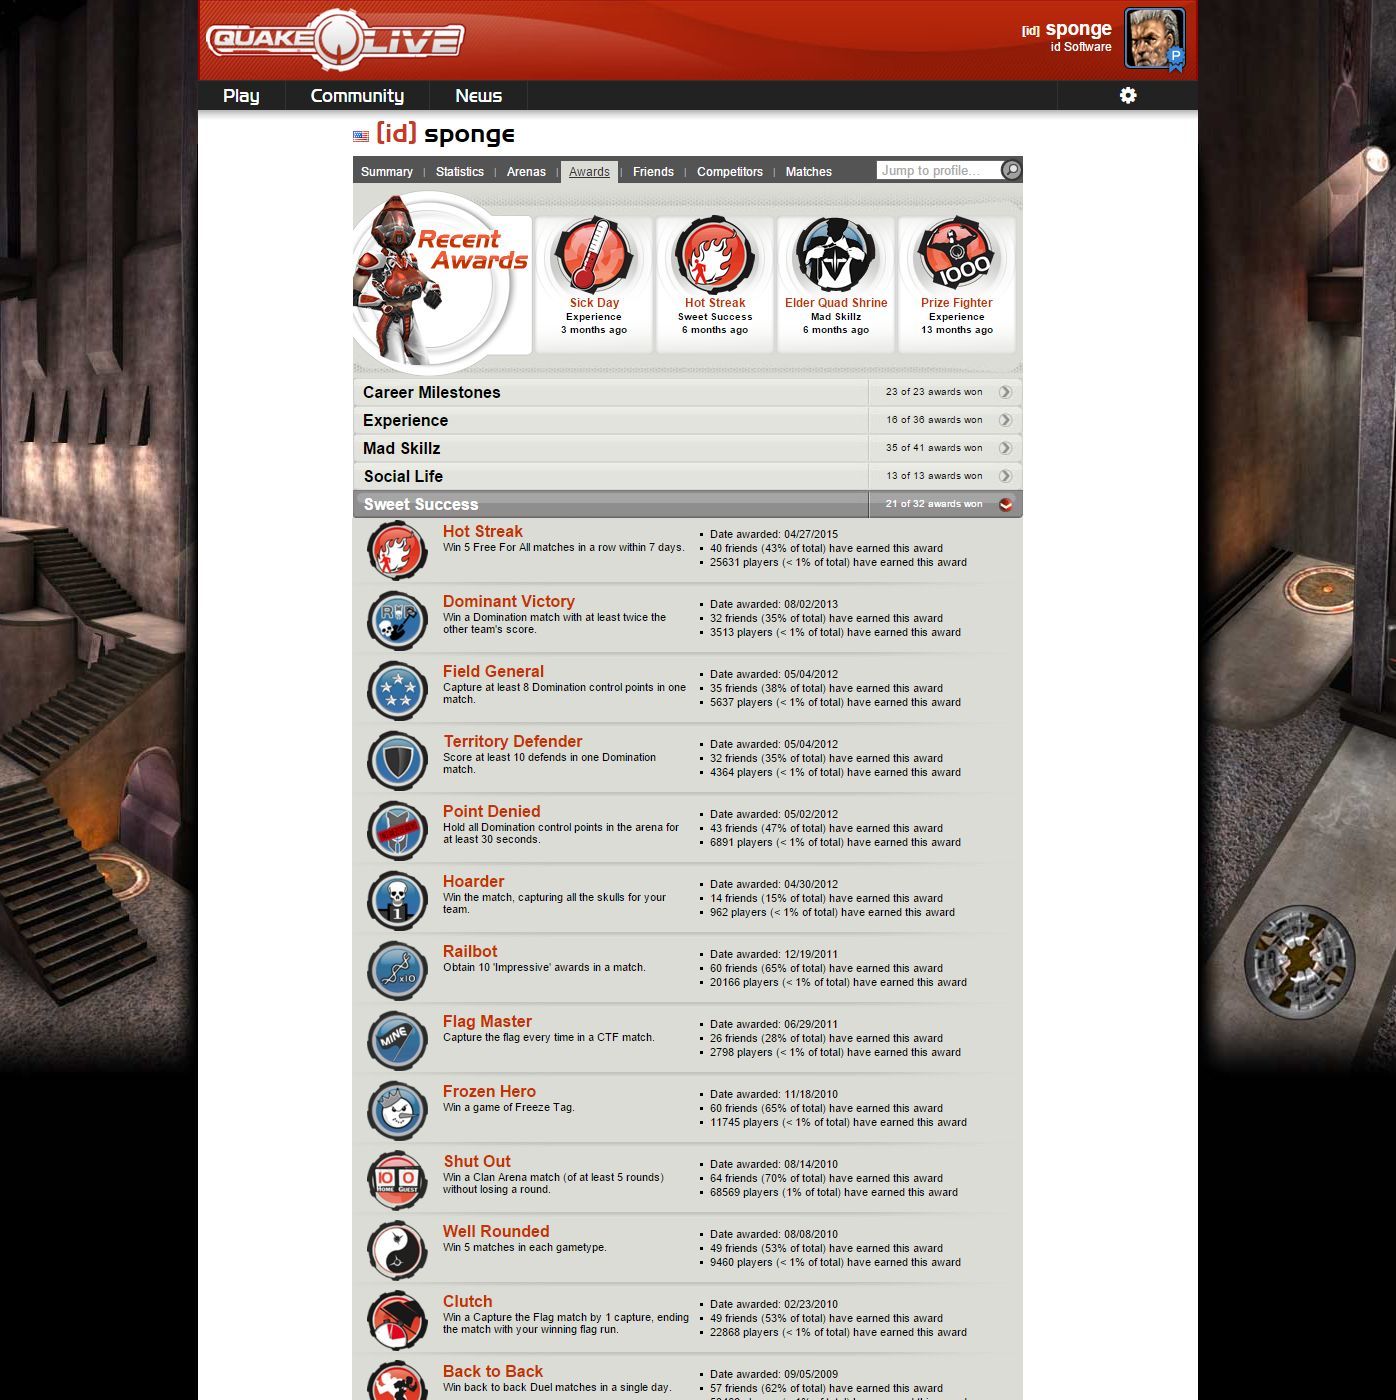 QUAKE LIVE
[id] sponge
id Software
P
Play
Community
News
[id] sponge
Summary | Statistics | Arenas | Awards | Friends | Competitors | Matches
Jump to profile...
Recent
Awards
Sick Day
Experience
3 months ago
Hot Streak
Sweet Success
6 months ago
Elder Quad Shrine
Mad Skillz
6 months ago
1000
Prize Fighter
Experience
13 months ago
Career Milestones
23 of 23 awards won
Experience
16 of 36 awards won
Mad Skillz
35 of 41 awards won
Social Life
13 of 13 awards won
Sweet Success
21 of 32 awards won
Hot Streak
Win 5 Free For All matches in a row within 7 days.
Date awarded: 04/27/2015
40 friends (43% of total) have earned this award
25631 players (< 1% of total) have earned this award
Dominant Victory
Win a Domination match with at least twice the
other team's score.
Date awarded: 08/02/2013
32 friends (35% of total) have earned this award
3513 players (< 1% of total) have earned this award
Field General
Capture at least 8 Domination control points in one
match.
Date awarded: 05/04/2012
35 friends (38% of total) have earned this award
5637 players (< 1% of total) have earned this award
Territory Defender
Score at least 10 defends in one Domination
match.
Date awarded: 05/04/2012
32 friends (35% of total) have earned this award
4364 players (< 1% of total) have earned this award
Point Denied
Hold all Domination control points in the arena for
at least 30 seconds.
Date awarded: 05/02/2012
43 friends (47% of total) have earned this award
6891 players (< 1% of total) have earned this award
1
Hoarder
Win the match, capturing all the skulls for your
team.
Date awarded: 04/30/2012
14 friends (15% of total) have earned this award
962 players (< 1% of total) have earned this award
x10
Railbot
Obtain 10 'Impressive' awards in a match.
Date awarded: 12/19/2011
60 friends (65% of total) have earned this award
20166 players (< 1% of total) have earned this award
MINE
Flag Master
Capture the flag every time in a CTF match.
Date awarded: 06/29/2011
26 friends (28% of total) have earned this award
2798 players (< 1% of total) have earned this award
Frozen Hero
Win a game of Freeze Tag.
Date awarded: 11/18/2010
60 friends (65% of total) have earned this award
11745 players (< 1% of total) have earned this award
10 0
HOME GUEST
Shut Out
Win a Clan Arena match (of at least 5 rounds)
without losing a round.
Date awarded: 08/14/2010
64 friends (70% of total) have earned this award
68569 players (1% of total) have earned this award
Well Rounded
Win 5 matches in each gametype.
Date awarded: 08/08/2010
49 friends (53% of total) have earned this award
9460 players (< 1% of total) have earned this award
Clutch
Win a Capture the Flag match by 1 capture, ending
the match with your winning flag run.
Date awarded: 02/23/2010
49 friends (53% of total) have earned this award
22868 players (< 1% of total) have earned this award
Back to Back
Win back to back Duel matches in a single day.
Date awarded: 09/05/2009
57 friends (62% of total) have earned this award